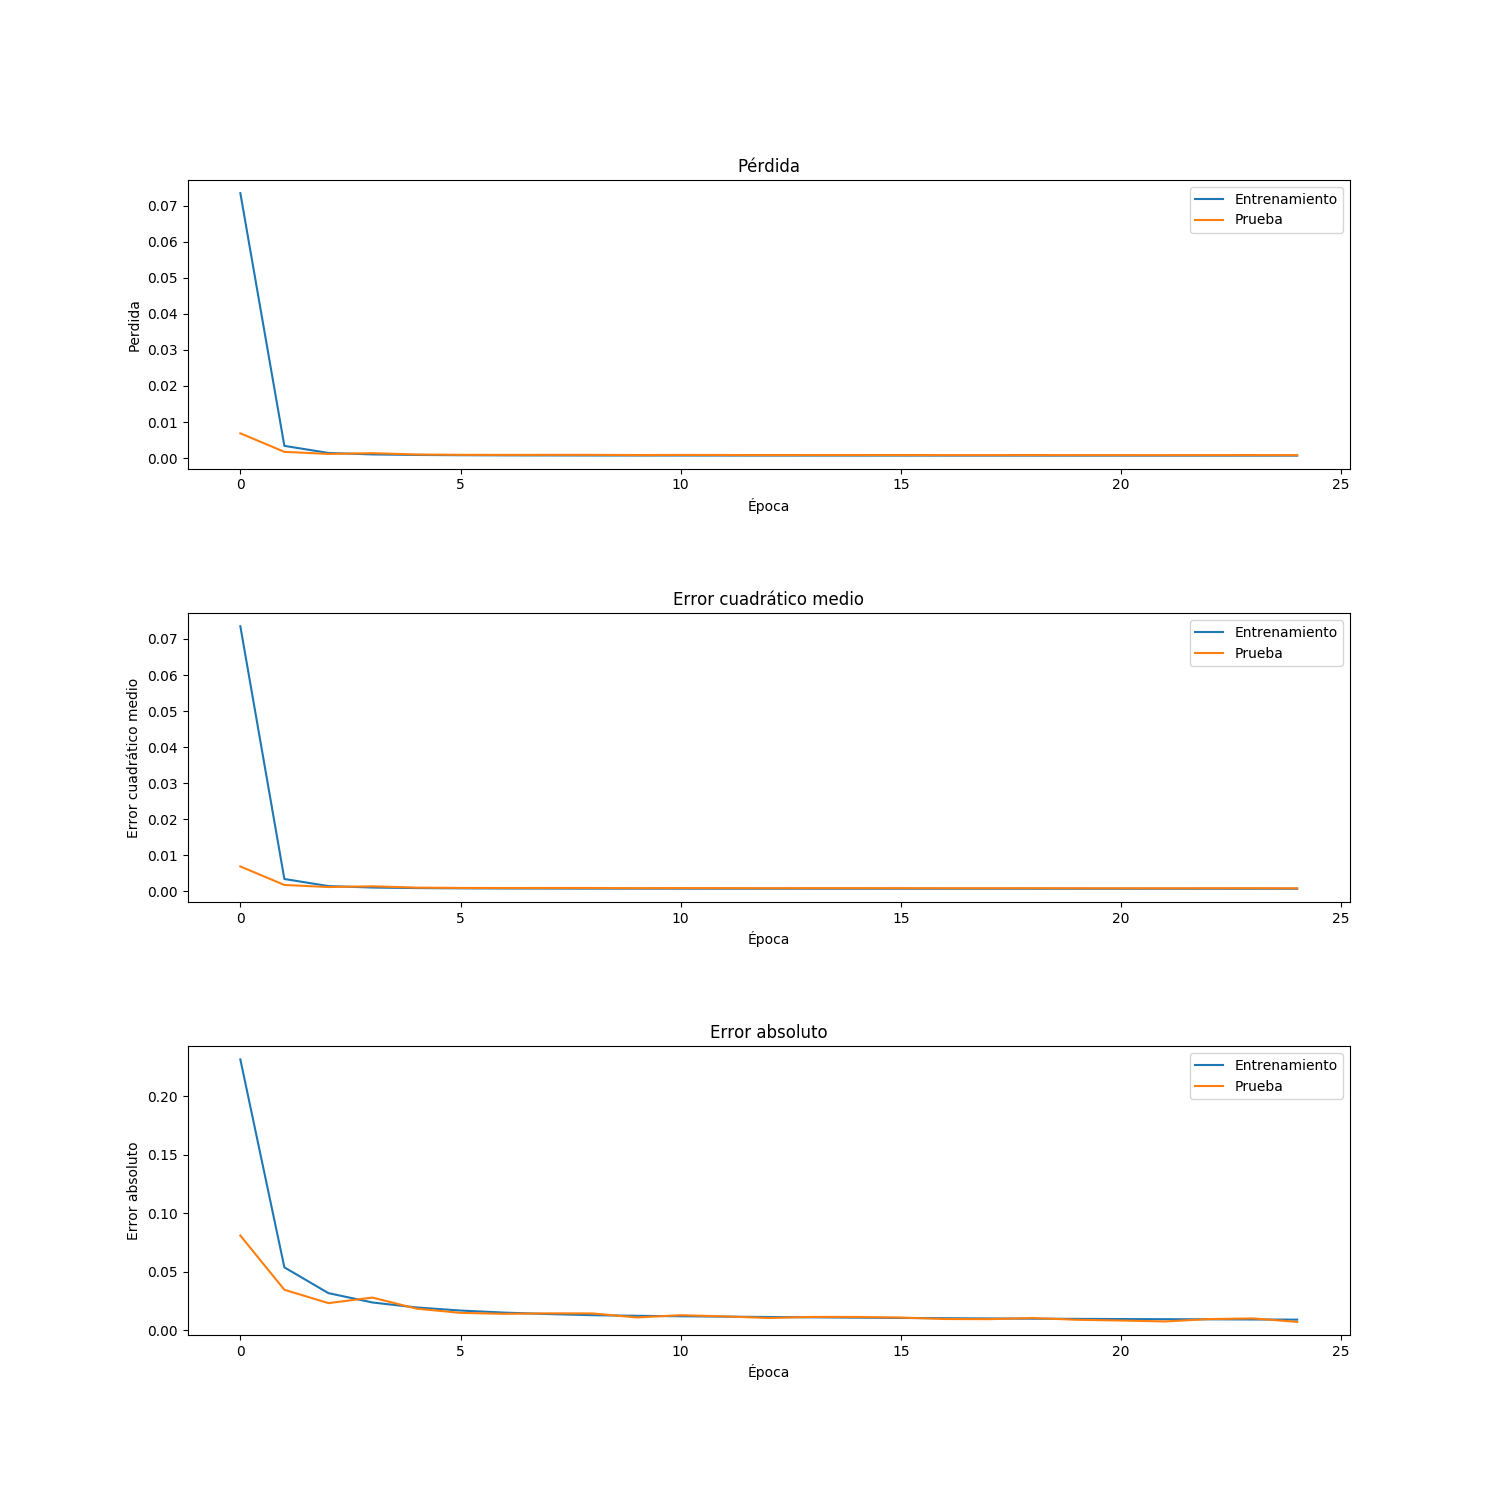 Pérdida
Entrenamiento
Prueba
0.07
0.06
0.05
0.04
0.03
0.02
0.01
0.00
Perdida
0 5 10 15 20 25
Época
Error cuadrático medio
Entrenamiento
Prueba
0.07
0.06
0.05
0.04
0.03
0.02
0.01
0.00
Error cuadrático medio
0 5 10 15 20 25
Época
Error absoluto
Entrenamiento
Prueba
0.20
0.15
0.10
0.05
0.00
Error absoluto
0 5 10 15 20 25
Época